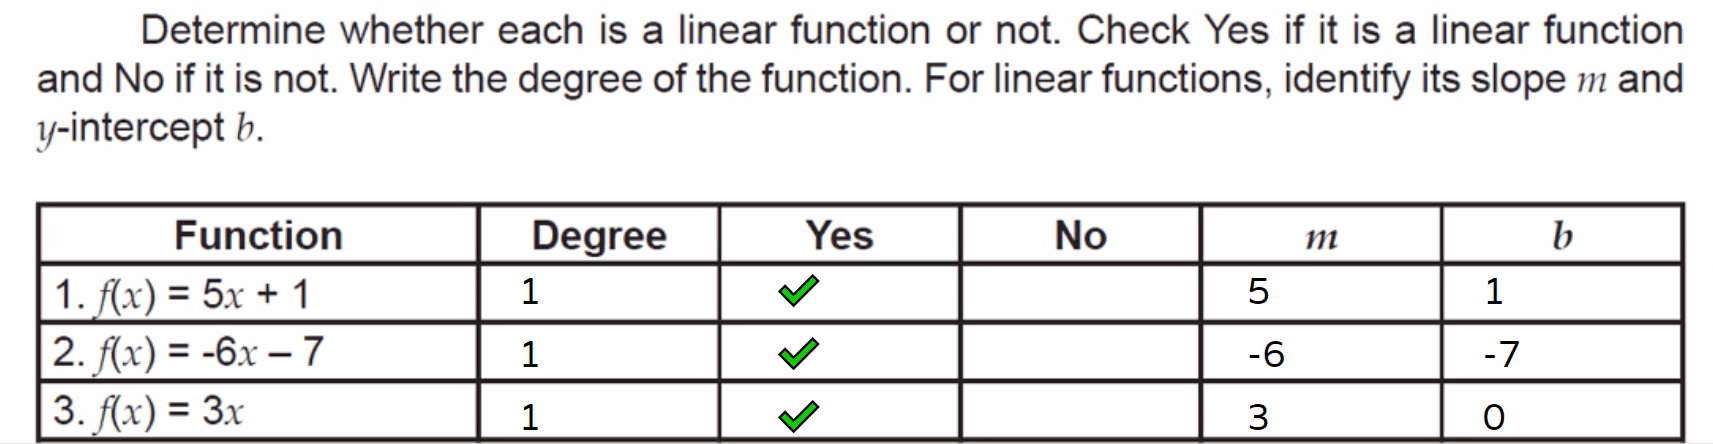 Determine whether each is a linear function or not. Check Yes if it is a linear function
and No if it is not. Write the degree of the function. For linear functions, identify its slope m and
y-intercept b.
Function Degree Yes No m b
1. f(x) = 5x + 1 1 ✓ 5 1
2. f(x) = -6x – 7 1 ✓ -6 -7
3. f(x) = 3x 1 ✓ 3 0